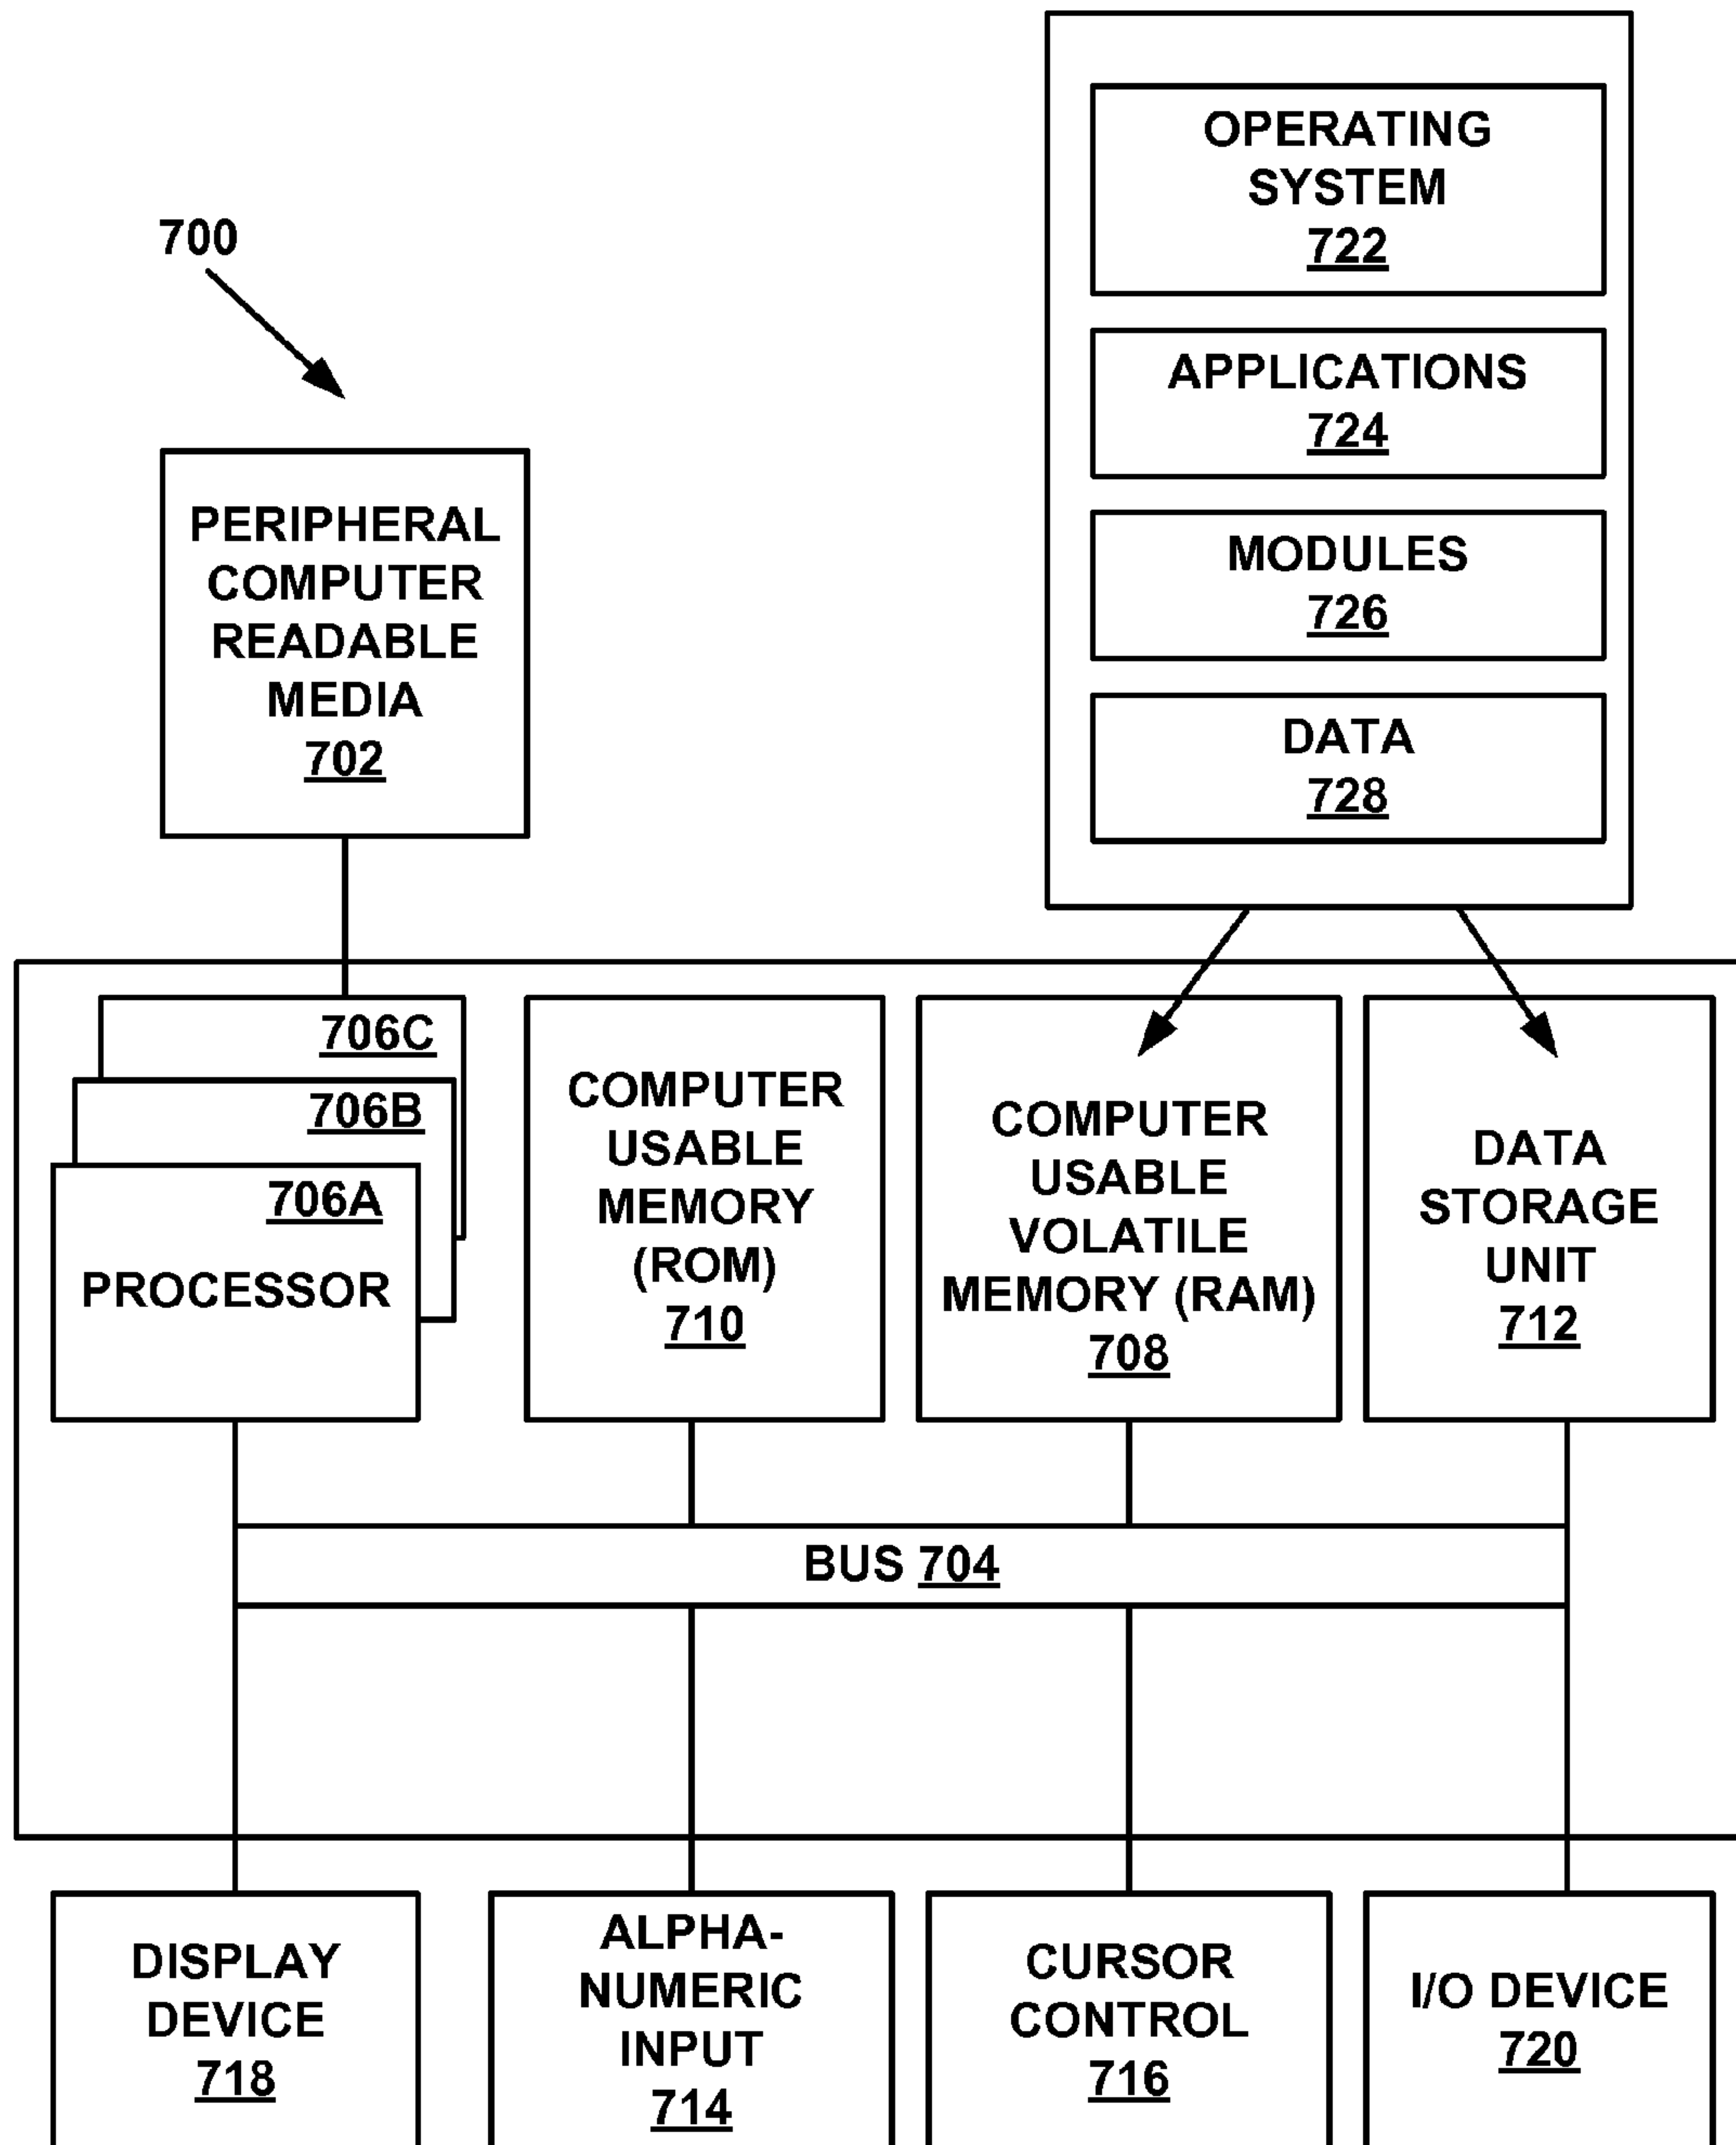 700
PERIPHERAL
COMPUTER
READABLE
MEDIA
702
OPERATING
SYSTEM
722
APPLICATIONS
724
MODULES
726
DATA
728
706C
706B
706A
PROCESSOR
COMPUTER
USABLE
MEMORY
(ROM)
710
COMPUTER
USABLE
VOLATILE
MEMORY (RAM)
708
DATA
STORAGE
UNIT
712
BUS 704
DISPLAY
DEVICE
718
ALPHA-
NUMERIC
INPUT
714
CURSOR
CONTROL
716
I/O DEVICE
720